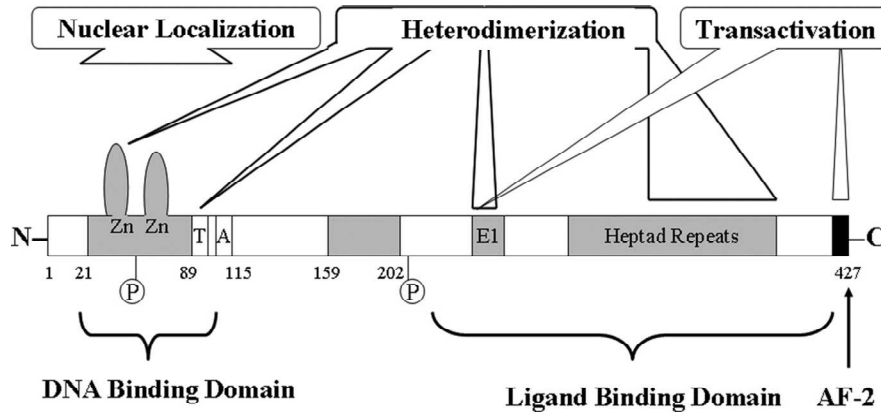 Nuclear Localization Heterodimerization Transactivation
Zn Zn
N T A E1 Heptad Repeats C
1 21 89 115 159 202 427
P P
DNA Binding Domain Ligand Binding Domain AF-2